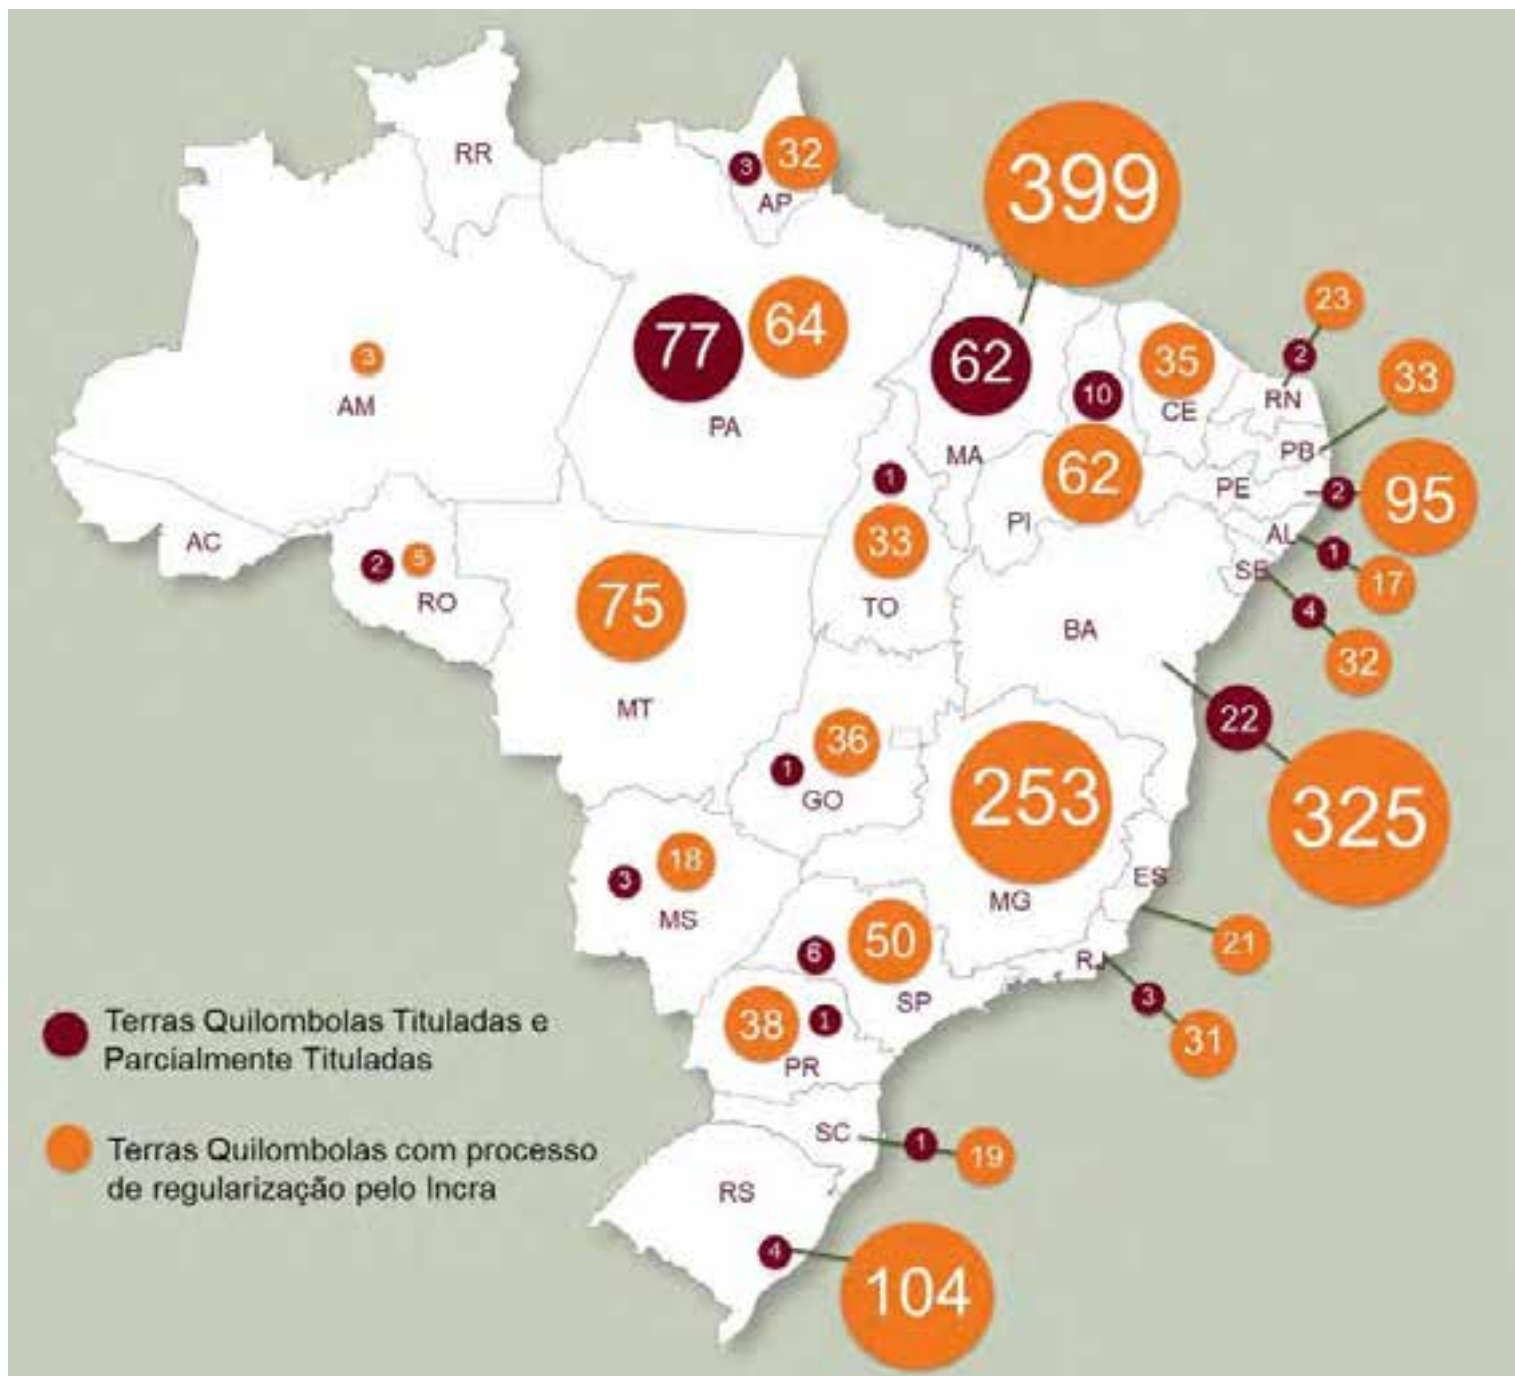 RR
3
32
AP
399
77
64
PA
3
AM
62
MA
10
62
PI
35
CE
23
2
RN
33
PB
PE
2
95
AL
1
17
SE
4
32
AC
2
5
RO
75
MT
1
33
TO
BA
22
325
36
1
GO
253
MG
ES
21
18
3
MS
50
6
SP
RJ
3
31
38
1
PR
SC
1
19
RS
4
104
Terras Quilombolas Tituladas e
Parcialmente Tituladas
Terras Quilombolas com processo
de regularização pelo Incra